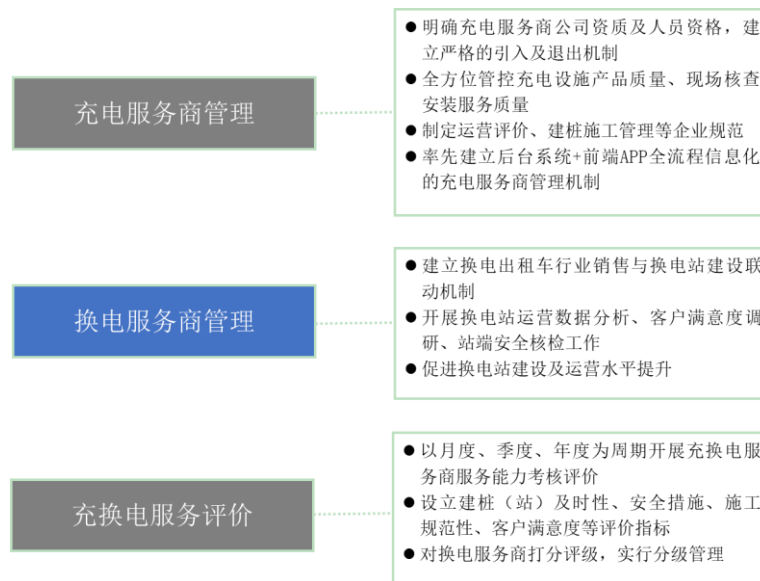 充电服务商管理
● 明确充电服务商公司资质及人员资格，建
立严格的引入及退出机制
● 全方位管控充电设施产品质量、现场核查
安装服务质量
● 制定运营评价、建桩施工管理等企业规范
● 率先建立后台系统+前端APP全流程信息化
的充电服务商管理机制
换电服务商管理
● 建立换电出租车行业销售与换电站建设联
动机制
● 开展换电站运营数据分析、客户满意度调
研、站端安全核检工作
● 促进换电站建设及运营水平提升
充换电服务评价
● 以月度、季度、年度为周期开展充换电服
务商服务能力考核评价
● 设立建桩（站）及时性、安全措施、施工
规范性、客户满意度等评价指标
● 对换电服务商打分评级，实行分级管理